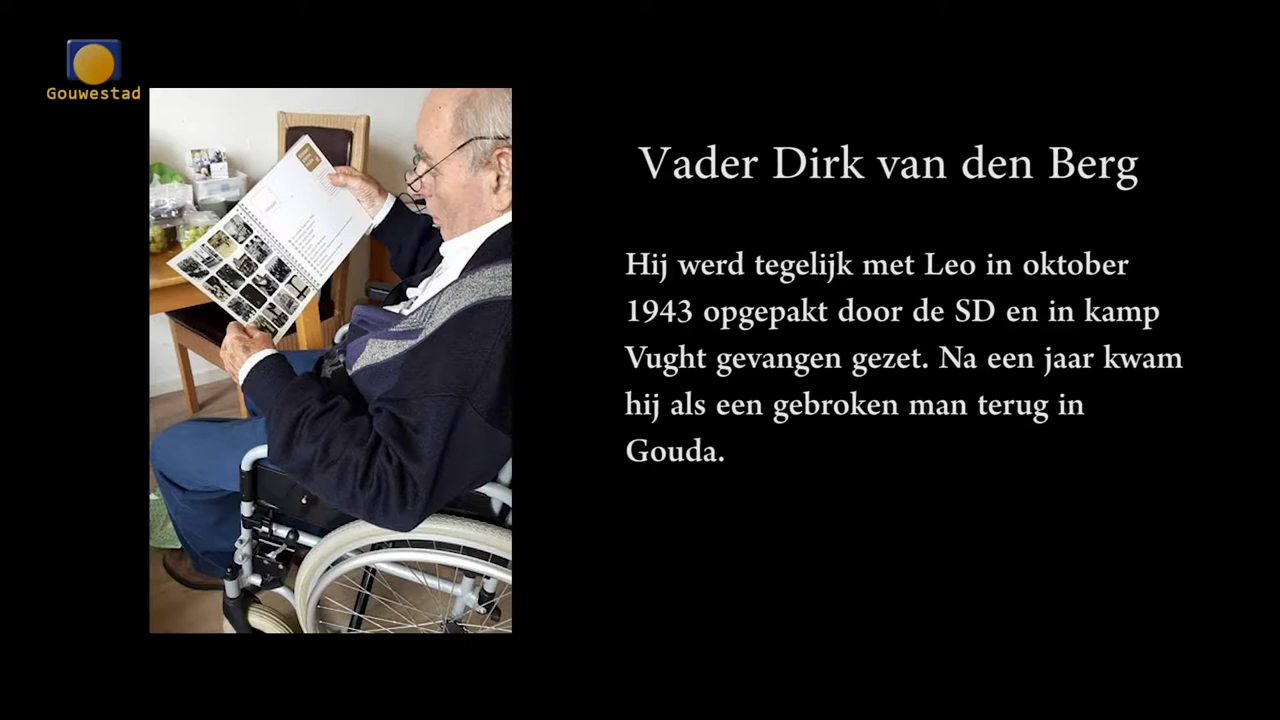 Gouwestad
Vader Dirk van den Berg
Hij werd tegelijk met Leo in oktober
1943 opgepakt door de SD en in kamp
Vught gevangen gezet. Na een jaar kwam
hij als een gebroken man terug in
Gouda.